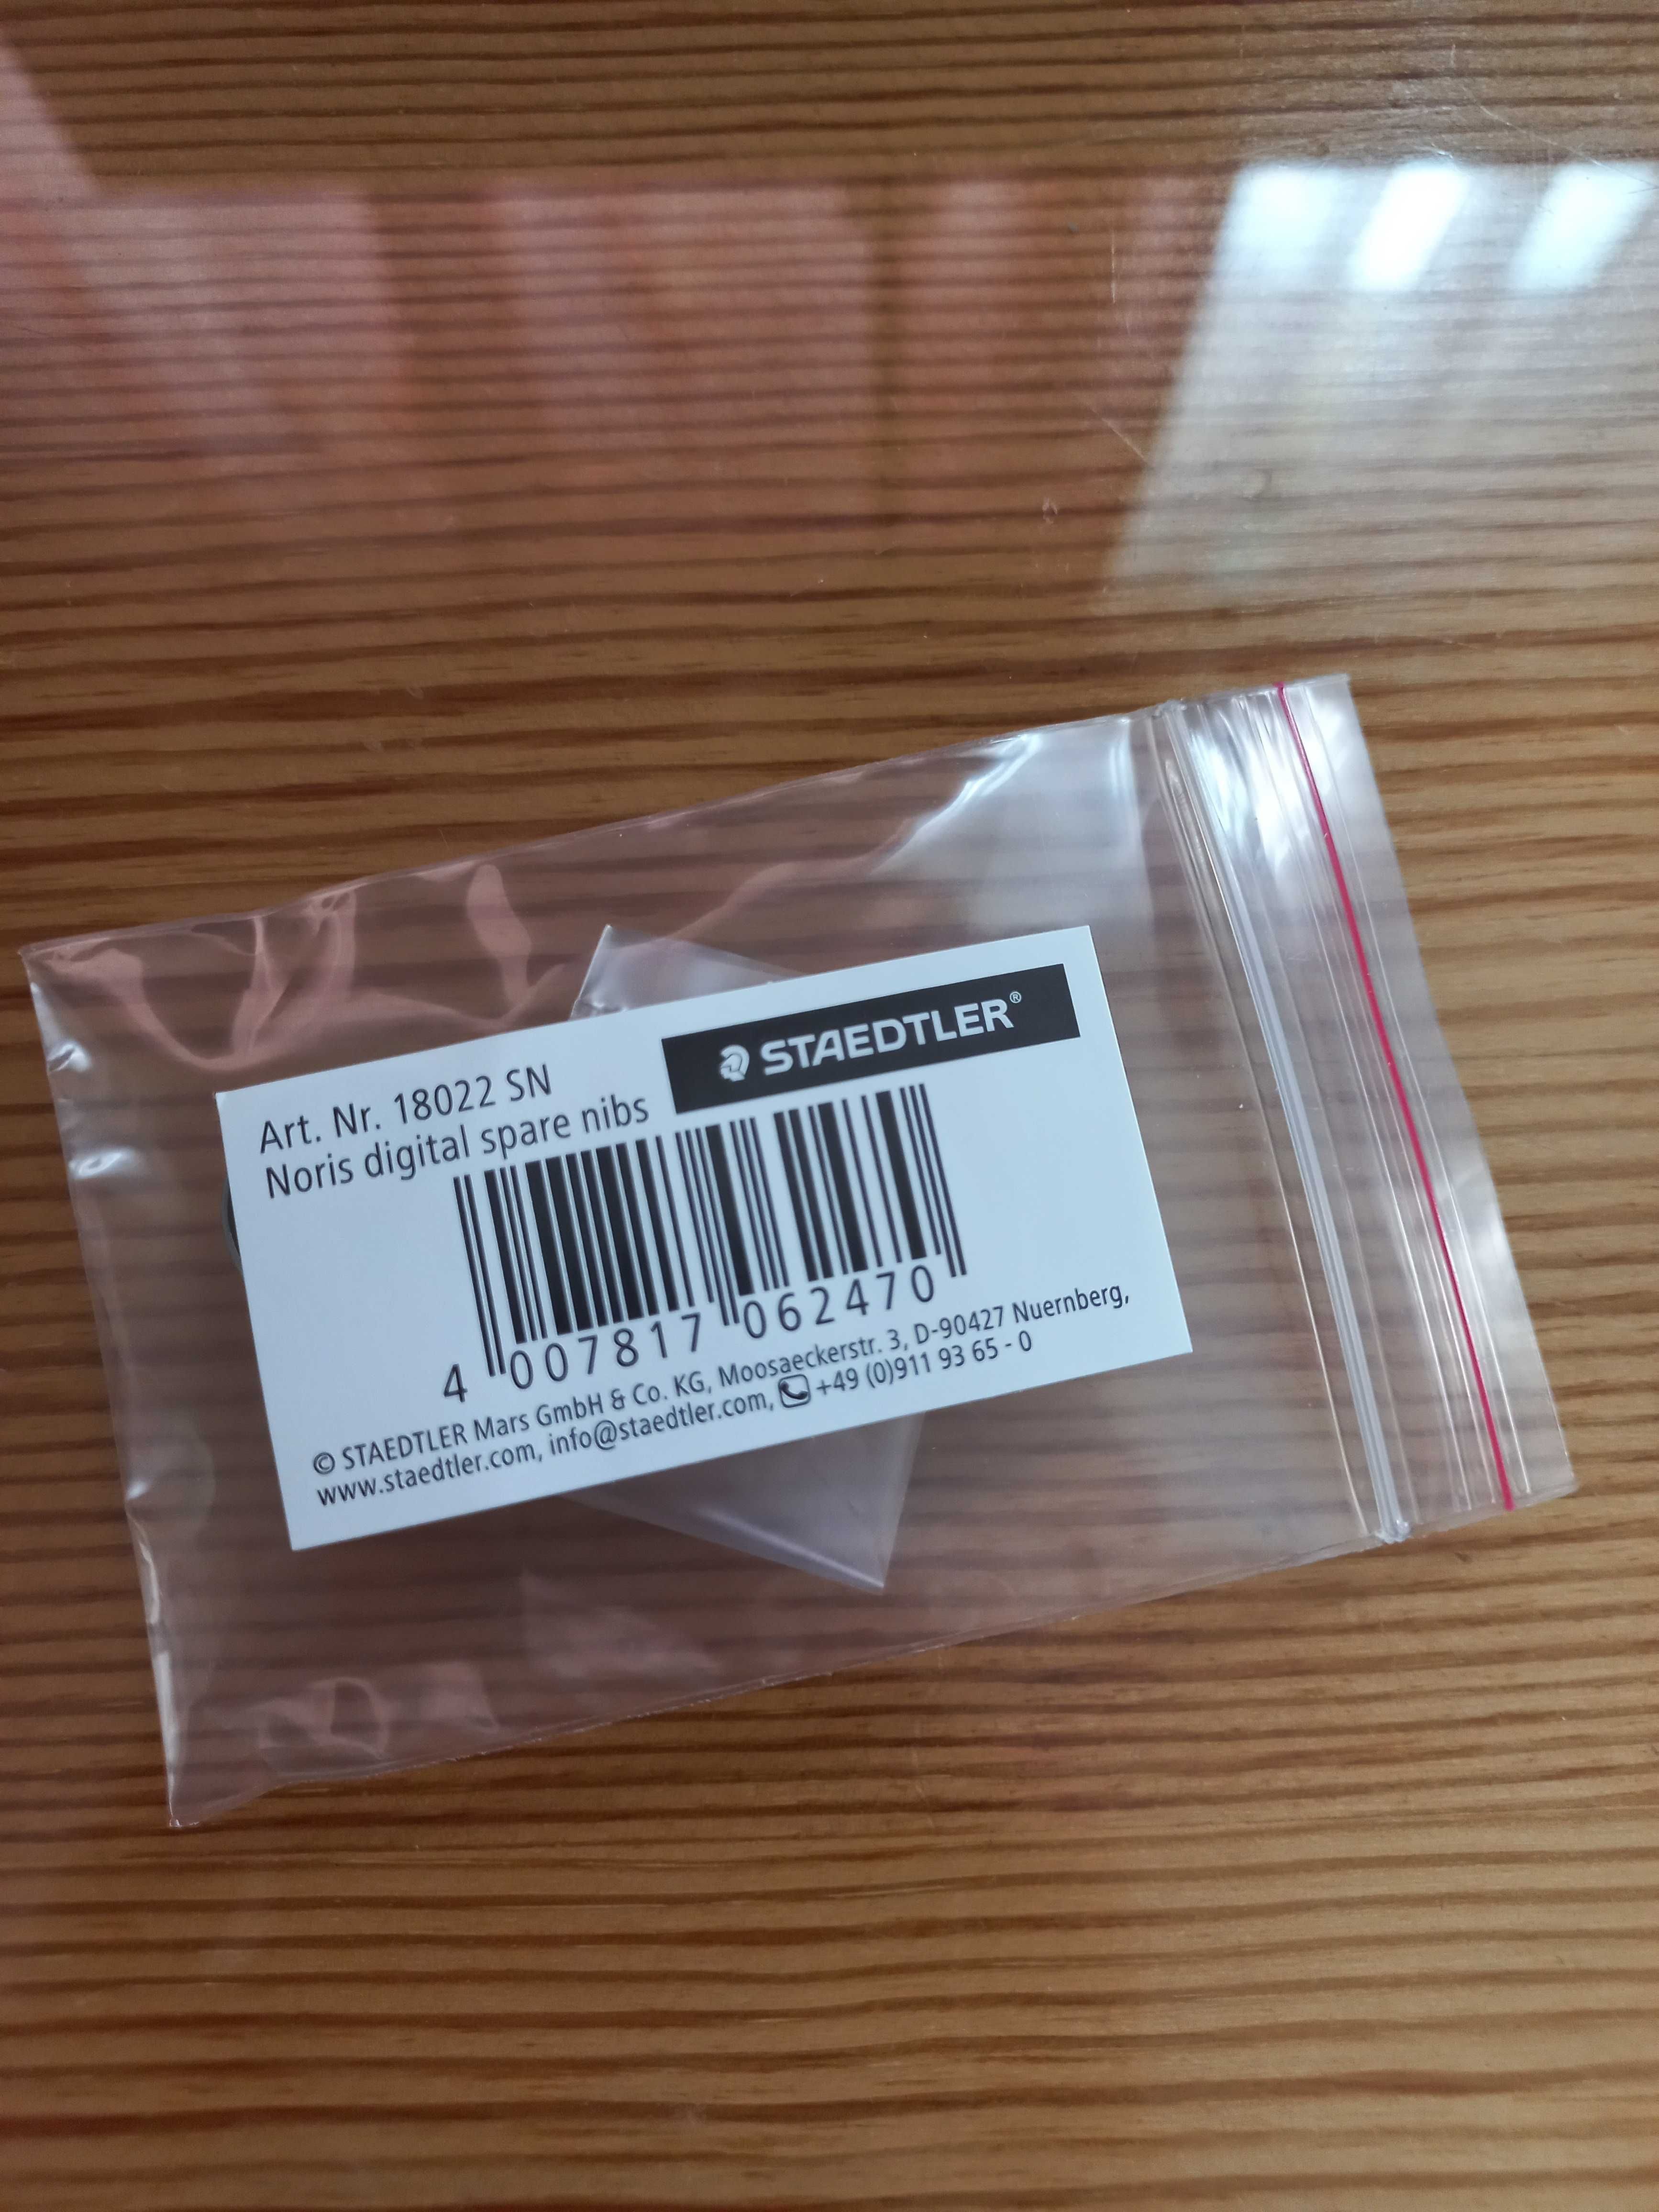 STAEDTLER®
Art. Nr. 18022 SN
Noris digital spare nibs
4 007817 062470
© STAEDTLER Mars GmbH & Co. KG, Moosaeckerstr. 3, D-90427 Nuernberg,
www.staedtler.com, info@staedtler.com, +49 (0)911 93 65 - 0